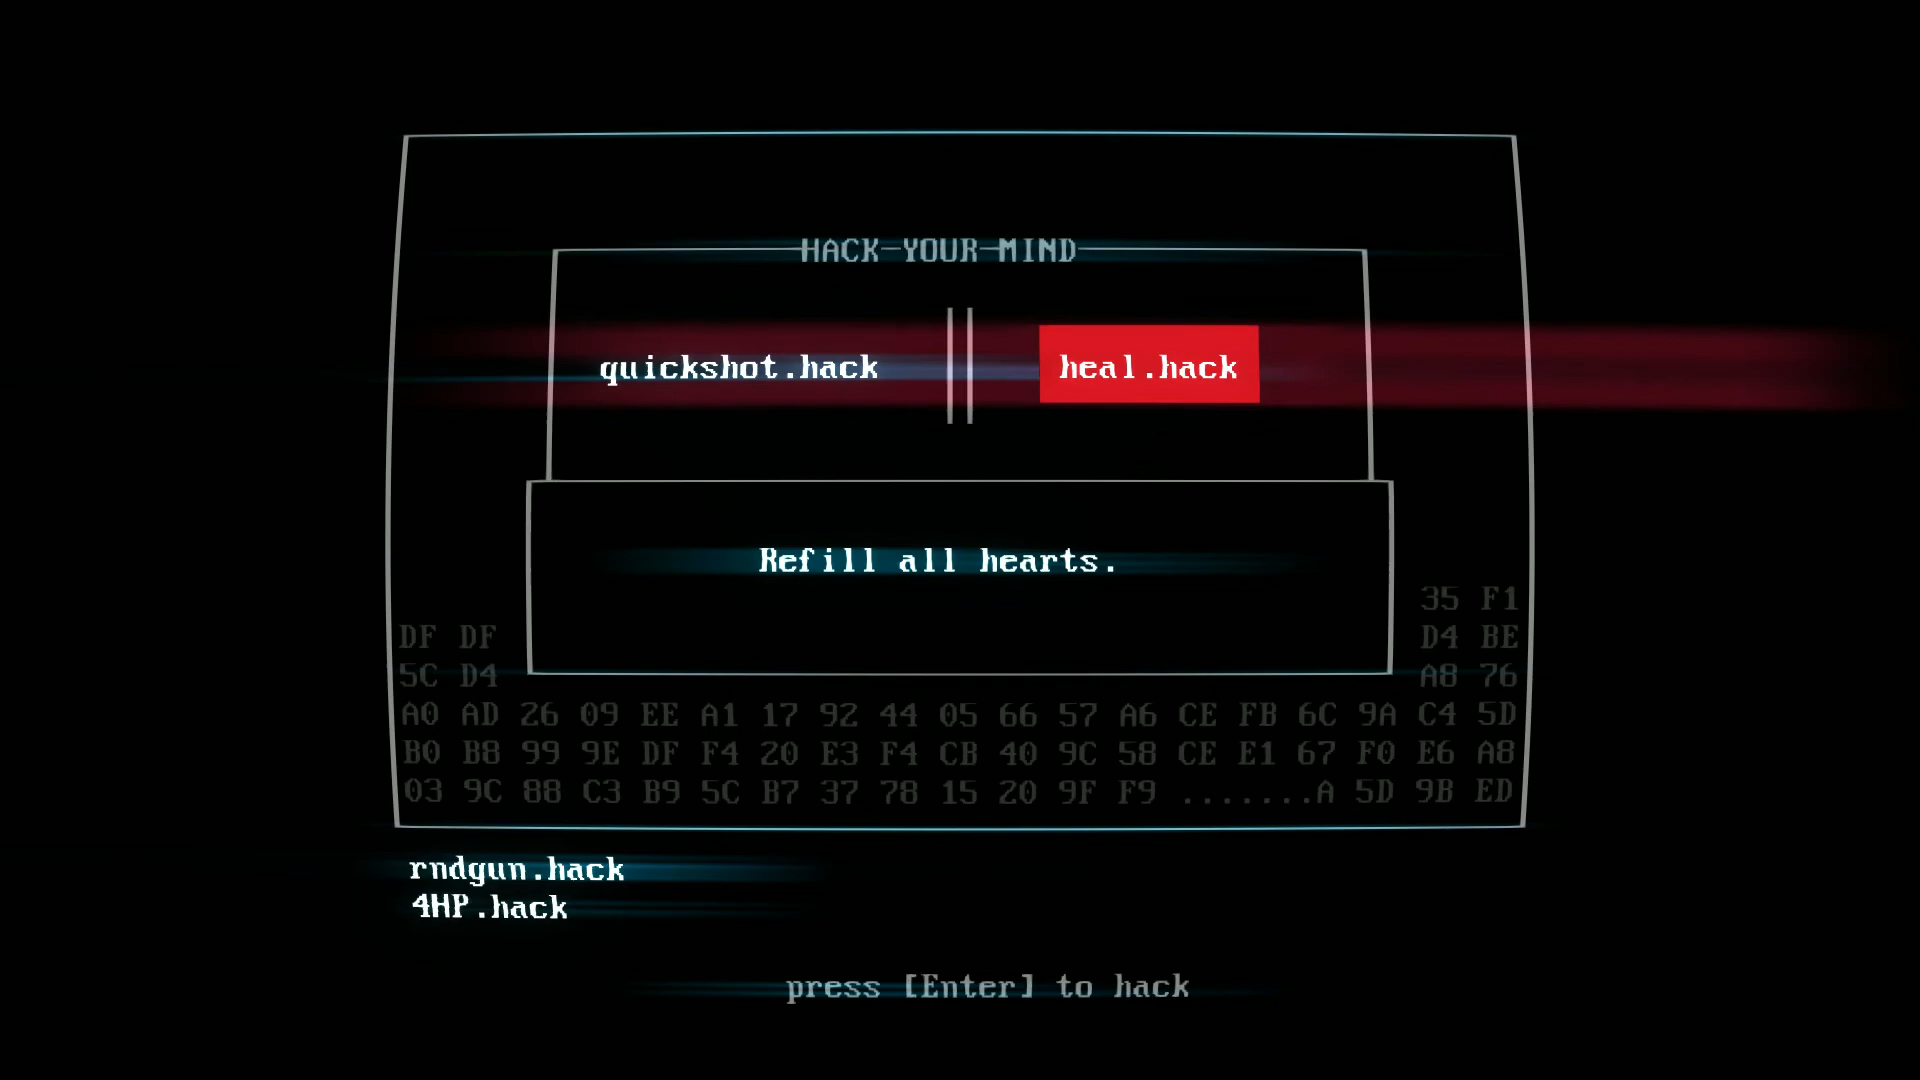 HACK-YOUR-MIND
quickshot.hack
heal.hack
Refill all hearts.
35 F1
DF DF D4 BE
5C D4 A8 76
A0 AD 26 09 EE A1 17 92 44 05 66 57 A6 CE FB 6C 9A C4 5D
B0 B8 99 9E DF F4 20 E3 F4 CB 40 9C 58 CE E1 67 F0 E6 A8
03 9C 88 C3 B9 5C B7 37 78 15 20 9F F9 .......A 5D 9B ED
rndgun.hack
4HP.hack
press [Enter] to hack